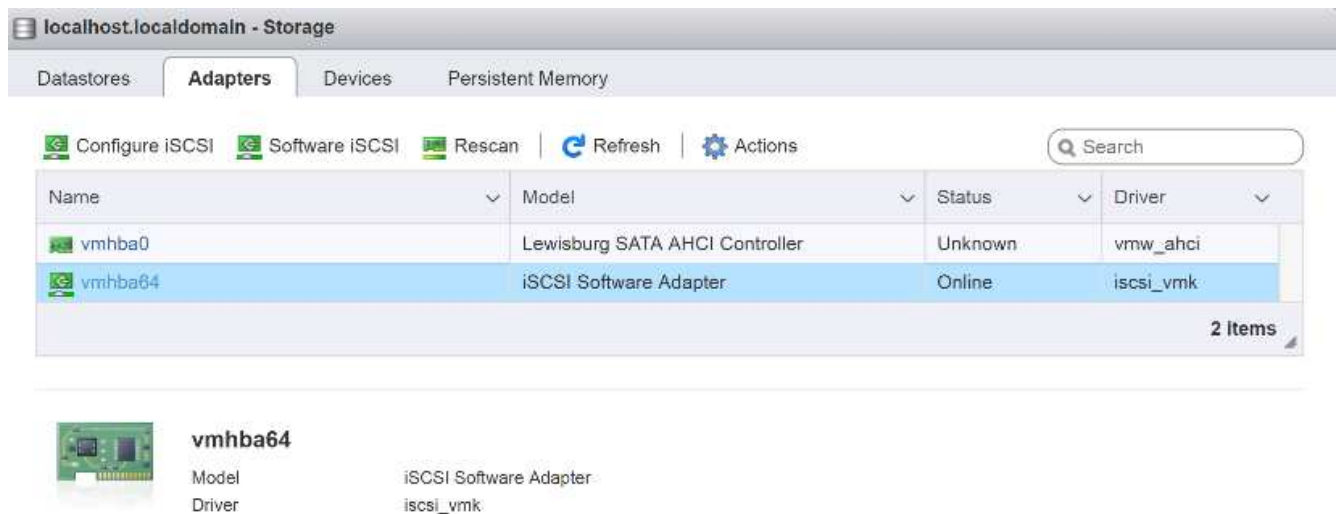 localhost.localdomain - Storage
Datastores Adapters Devices Persistent Memory
Configure iSCSI Software iSCSI Rescan Refresh Actions Search
Name Model Status Driver
vmhba0 Lewisburg SATA AHCI Controller Unknown vmw_ahci
vmhba64 iSCSI Software Adapter Online iscsi_vmk
2 items
vmhba64
Model iSCSI Software Adapter
Driver iscsi_vmk